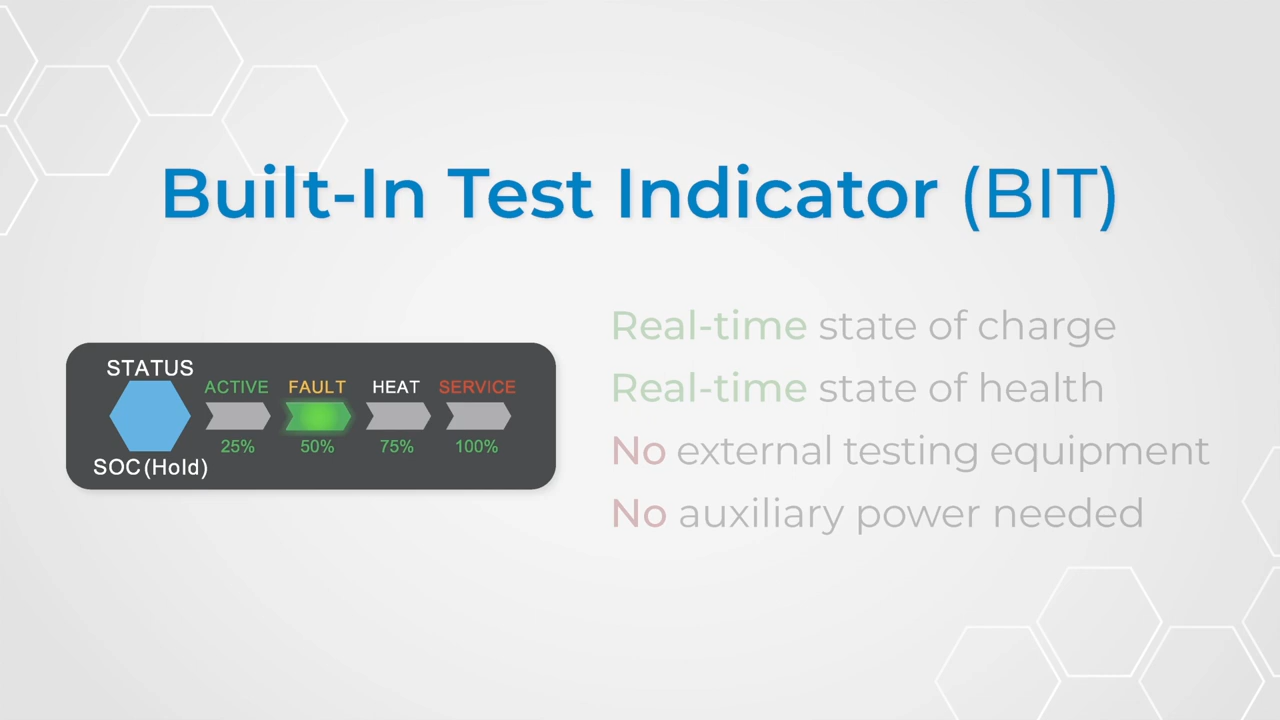 Built-In Test Indicator (BIT)
STATUS
ACTIVE FAULT HEAT SERVICE
25% 50% 75% 100%
SOC(Hold)
Real-time state of charge
Real-time state of health
No external testing equipment
No auxiliary power needed